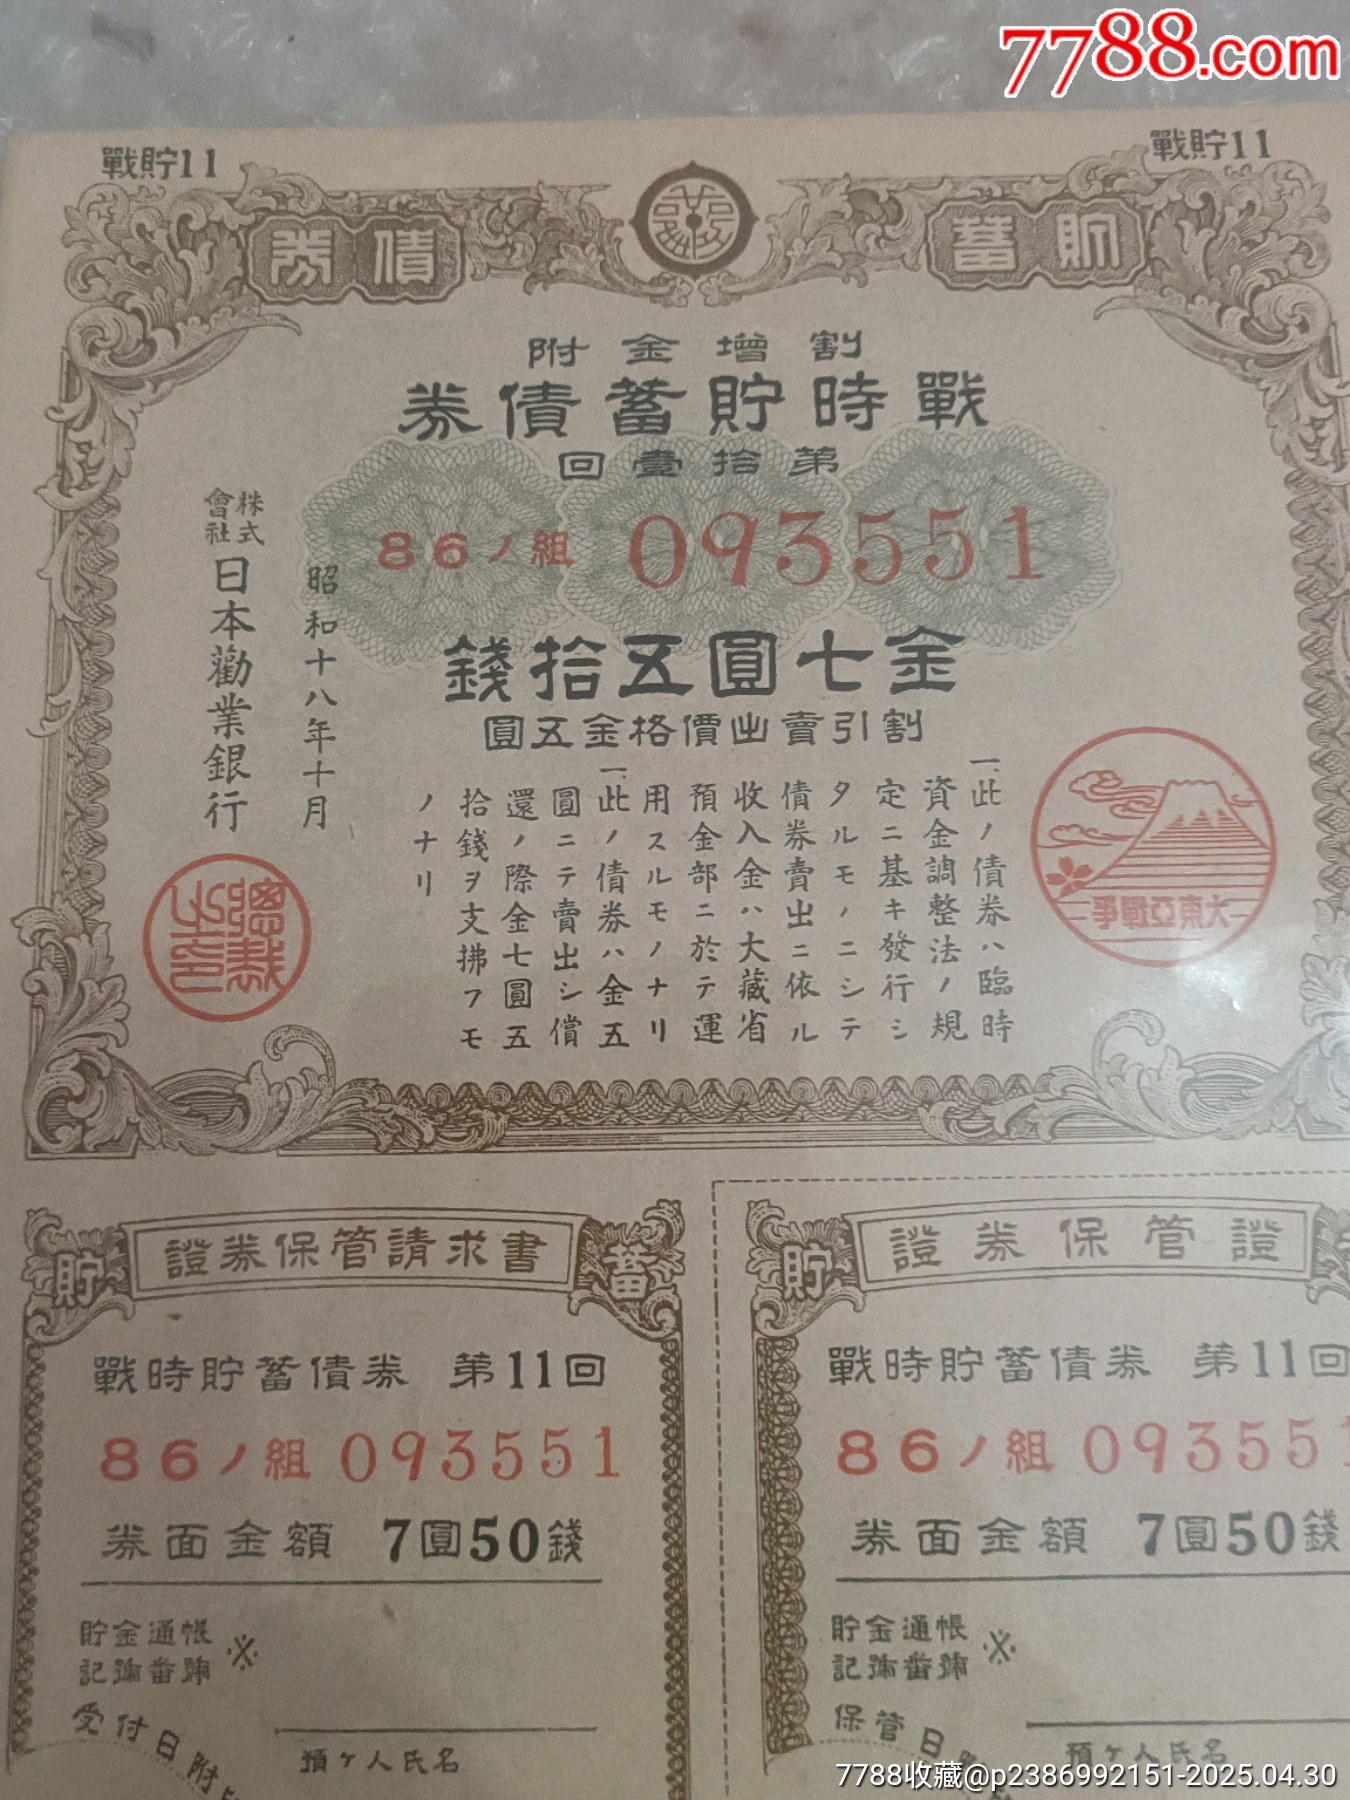 7788.com
戰貯11
戰貯11
貯蓄
債券
割增金附
戰時貯蓄債券
第拾壹回
86ノ組 093551
金七圓五拾錢
割引賣出價格金五圓
大東亞戰爭
一、此ノ債券ハ臨時
資金調整法ノ規
定ニ基キ發行シ
タルモノニシテ
債券賣出ニ依ル
收入金ハ大藏省
預金部ニ於テ運
用スルモノナリ
一、此ノ債券ハ金五
圓ニテ賣出シ償
還ノ際金七圓五
拾錢ヲ支拂フモ
ノナリ
昭和十八年十月
株式會社日本勸業銀行
總裁之印
貯
證券保管請求書
蓄
戰時貯蓄債券 第11回
86ノ組 093551
券面金額 7圓50錢
貯金通帳
記號番號
※
受付日附
預ケ人氏名
貯
證券保管證
戰時貯蓄債券 第11回
86ノ組 093551
券面金額 7圓50錢
貯金通帳
記號番號
※
保管日
預ケ人氏名
7788收藏@p2386992151-2025.04.30